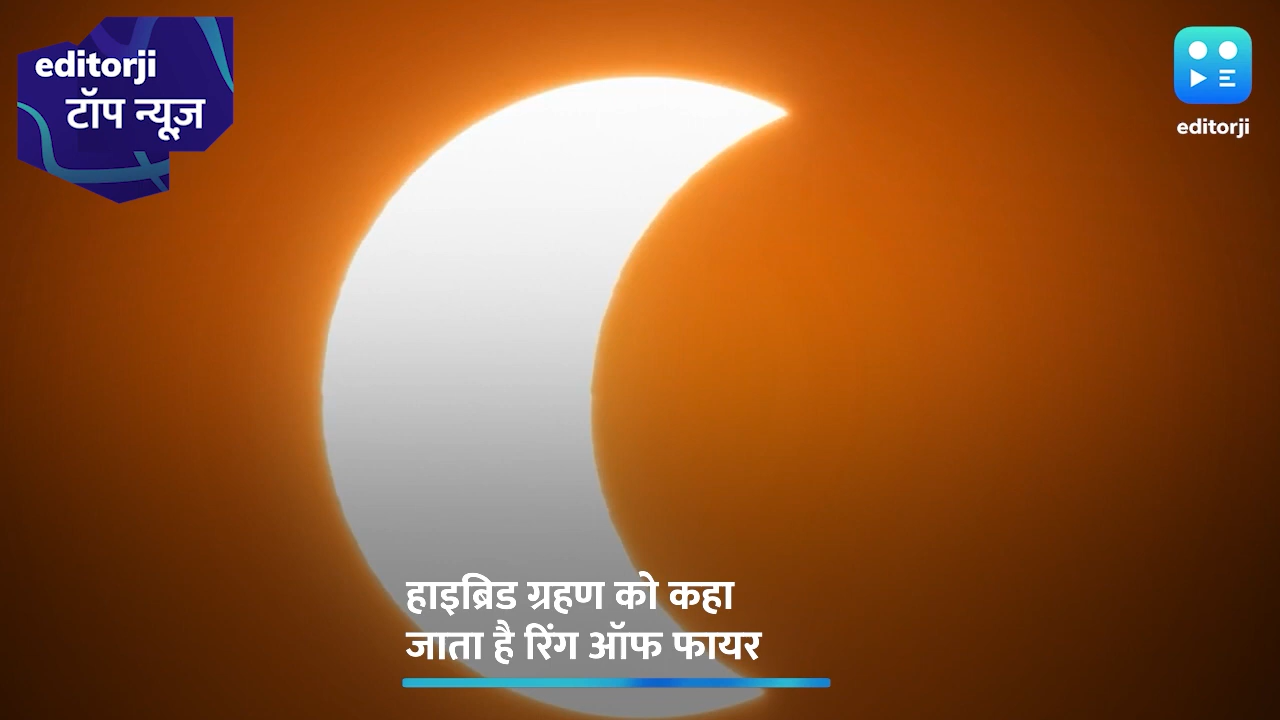 editorji
टॉप न्यूज़
editorji
हाइब्रिड ग्रहण को कहा
जाता है रिंग ऑफ फायर